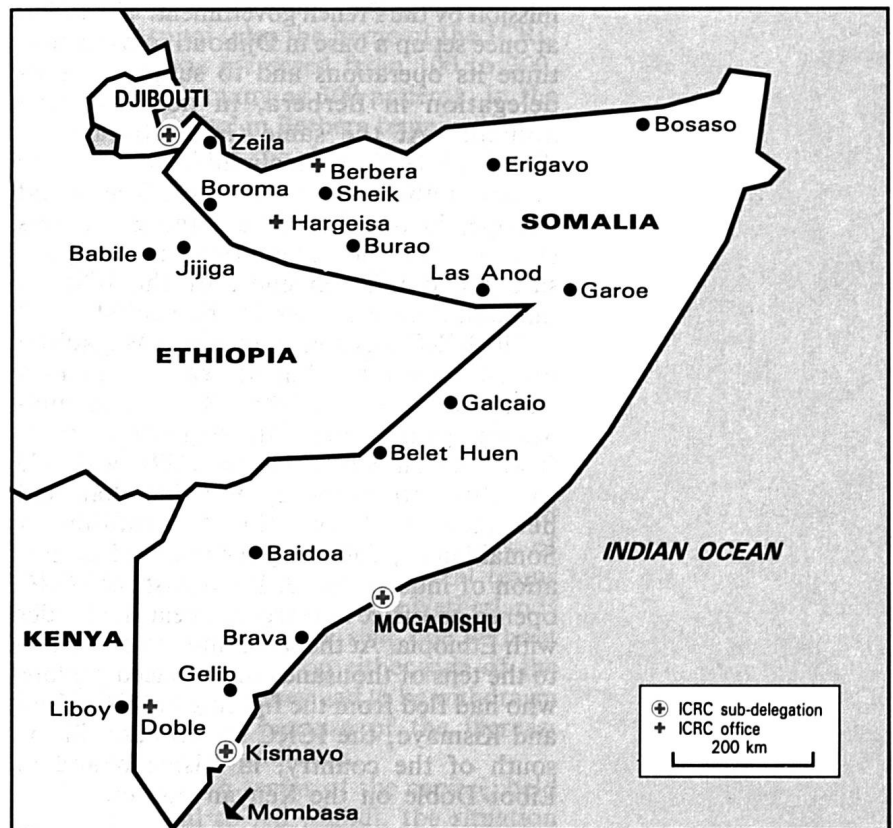 DJIBOUTI
Zeila
Bosaso
Berbera
Erigavo
Boroma
Sheik
Hargeisa
SOMALIA
Babile
Jijiga
Burao
Las Anod
Garoe
ETHIOPIA
Galcaio
Belet Huen
Baidoa
INDIAN OCEAN
MOGADISHU
KENYA
Brava
Gelib
Liboy
Doble
Kismayo
Mombasa
ICRC sub-delegation
ICRC office
200 km